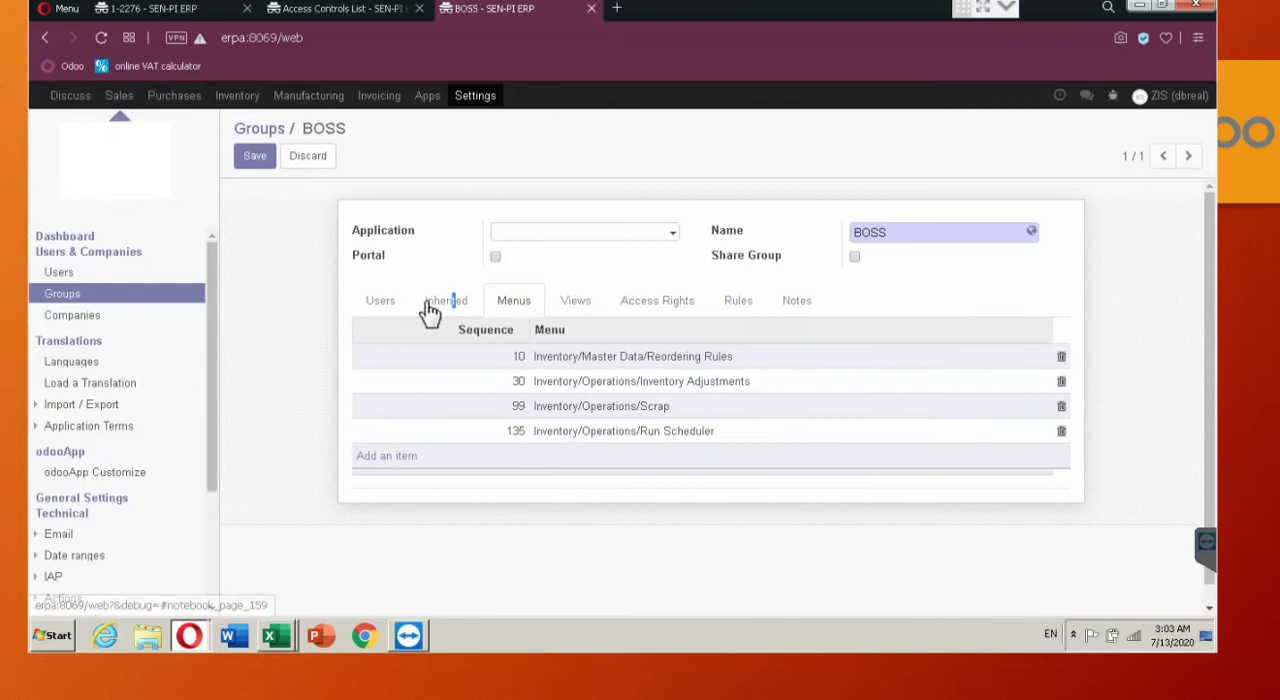 Menu
1-2276 - SEN-PI ERP
Access Controls List - SEN-PI
BOSS - SEN-PI ERP
VPN
erpa:8069/web
Odoo
online VAT calculator
Discuss Sales Purchases Inventory Manufacturing Invoicing Apps Settings
ZIS (dbreal)
Groups / BOSS
Save Discard
1 / 1
Application
Name
BOSS
Portal
Share Group
Dashboard
Users & Companies
Users
Groups
Companies
Translations
Languages
Load a Translation
Import / Export
Application Terms
odooApp
odooApp Customize
General Settings
Technical
Email
Date ranges
IAP
Actions
Users Inherited Menus Views Access Rights Rules Notes
Sequence Menu
10 Inventory/Master Data/Reordering Rules
30 Inventory/Operations/Inventory Adjustments
99 Inventory/Operations/Scrap
135 Inventory/Operations/Run Scheduler
Add an item
erpa:8069/web?&debug=#notebook_page_159
Start
EN
3:03 AM
7/13/2020